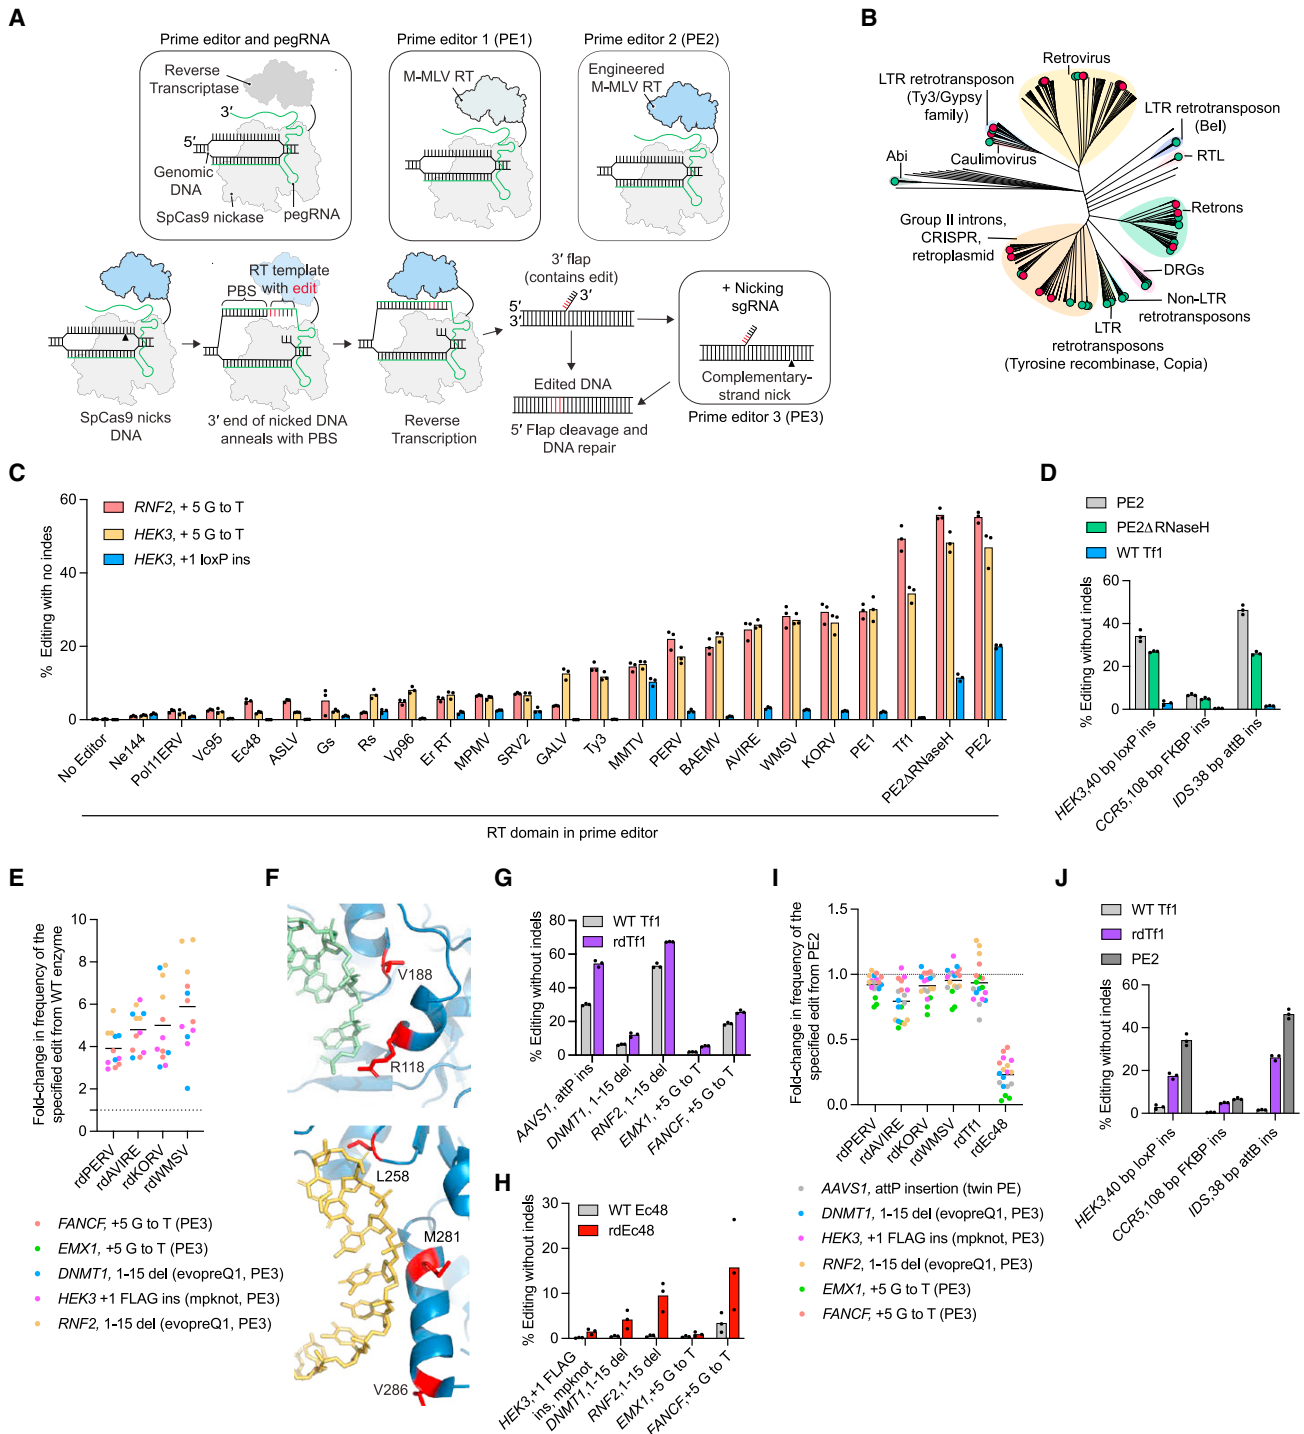 A
Prime editor and pegRNA
Reverse
Transcriptase
3′
5′
Genomic
DNA
SpCas9 nickase
pegRNA
Prime editor 1 (PE1)
M-MLV RT
Prime editor 2 (PE2)
Engineered
M-MLV RT
RT template
with edit
PBS
SpCas9 nicks
DNA
3′ end of nicked DNA
anneals with PBS
Reverse
Transcription
3′ flap
(contains edit)
5′
3′
3′
Edited DNA
5′ Flap cleavage and
DNA repair
+ Nicking
sgRNA
Complementary-
strand nick
Prime editor 3 (PE3)
B
Retrovirus
LTR retrotransposon
(Ty3/Gypsy
family)
LTR retrotransposon
(Bel)
RTL
Abi
Caulimovirus
Retrons
Group II introns,
CRISPR,
retroplasmid
DRGs
Non-LTR
retrotransposons
LTR
retrotransposons
(Tyrosine recombinase, Copia)
C
% Editing with no indes
60
40
20
0
RNF2, + 5 G to T
HEK3, + 5 G to T
HEK3, +1 loxP ins
No Editor
Ne144
Pol11ERV
Vc95
Ec48
ASLV
Gs
Rs
Vp96
Er RT
MPMV
SRV2
GALV
Ty3
MMTV
PERV
BAEMV
AVIRE
WMSV
KORV
PE1
Tf1
PE2ΔRNaseH
PE2
RT domain in prime editor
D
PE2
PE2ΔRNaseH
WT Tf1
% Editing without indels
60
40
20
0
HEK3,40 bp loxP ins
CCR5,108 bp FKBP ins
IDS,38 bp attB ins
E
Fold-change in frequency of the
specified edit from WT enzyme
10
8
6
4
2
rdPERV
rdAVIRE
rdKORV
rdWMSV
FANCF, +5 G to T (PE3)
EMX1, +5 G to T (PE3)
DNMT1, 1-15 del (evopreQ1, PE3)
HEK3 +1 FLAG ins (mpknot, PE3)
RNF2, 1-15 del (evopreQ1, PE3)
F
V188
R118
L258
M281
V286
G
WT Tf1
rdTf1
% Editing without indels
80
60
40
20
0
AAVS1, attP ins
DNMT1, 1-15 del
RNF2, 1-15 del
EMX1, +5 G to T
FANCF, +5 G to T
H
WT Ec48
rdEc48
% Editing without indels
30
20
10
0
HEK3,+1 FLAG
ins, mpknot
DNMT1,1-15 del
RNF2,1-15 del
EMX1,+5 G to T
FANCF,+5 G to T
I
Fold-change in frequency of the
specified edit from PE2
1.5
1.0
0.5
0
rdPERV
rdAVIRE
rdKORV
rdWMSV
rdTf1
rdEc48
AAVS1, attP insertion (twin PE)
DNMT1, 1-15 del (evopreQ1, PE3)
HEK3, +1 FLAG ins (mpknot, PE3)
RNF2, 1-15 del (evopreQ1, PE3)
EMX1, +5 G to T (PE3)
FANCF, +5 G to T (PE3)
J
WT Tf1
rdTf1
PE2
% Editing without indels
60
40
20
0
HEK3,40 bp loxP ins
CCR5,108 bp FKBP ins
IDS,38 bp attB ins